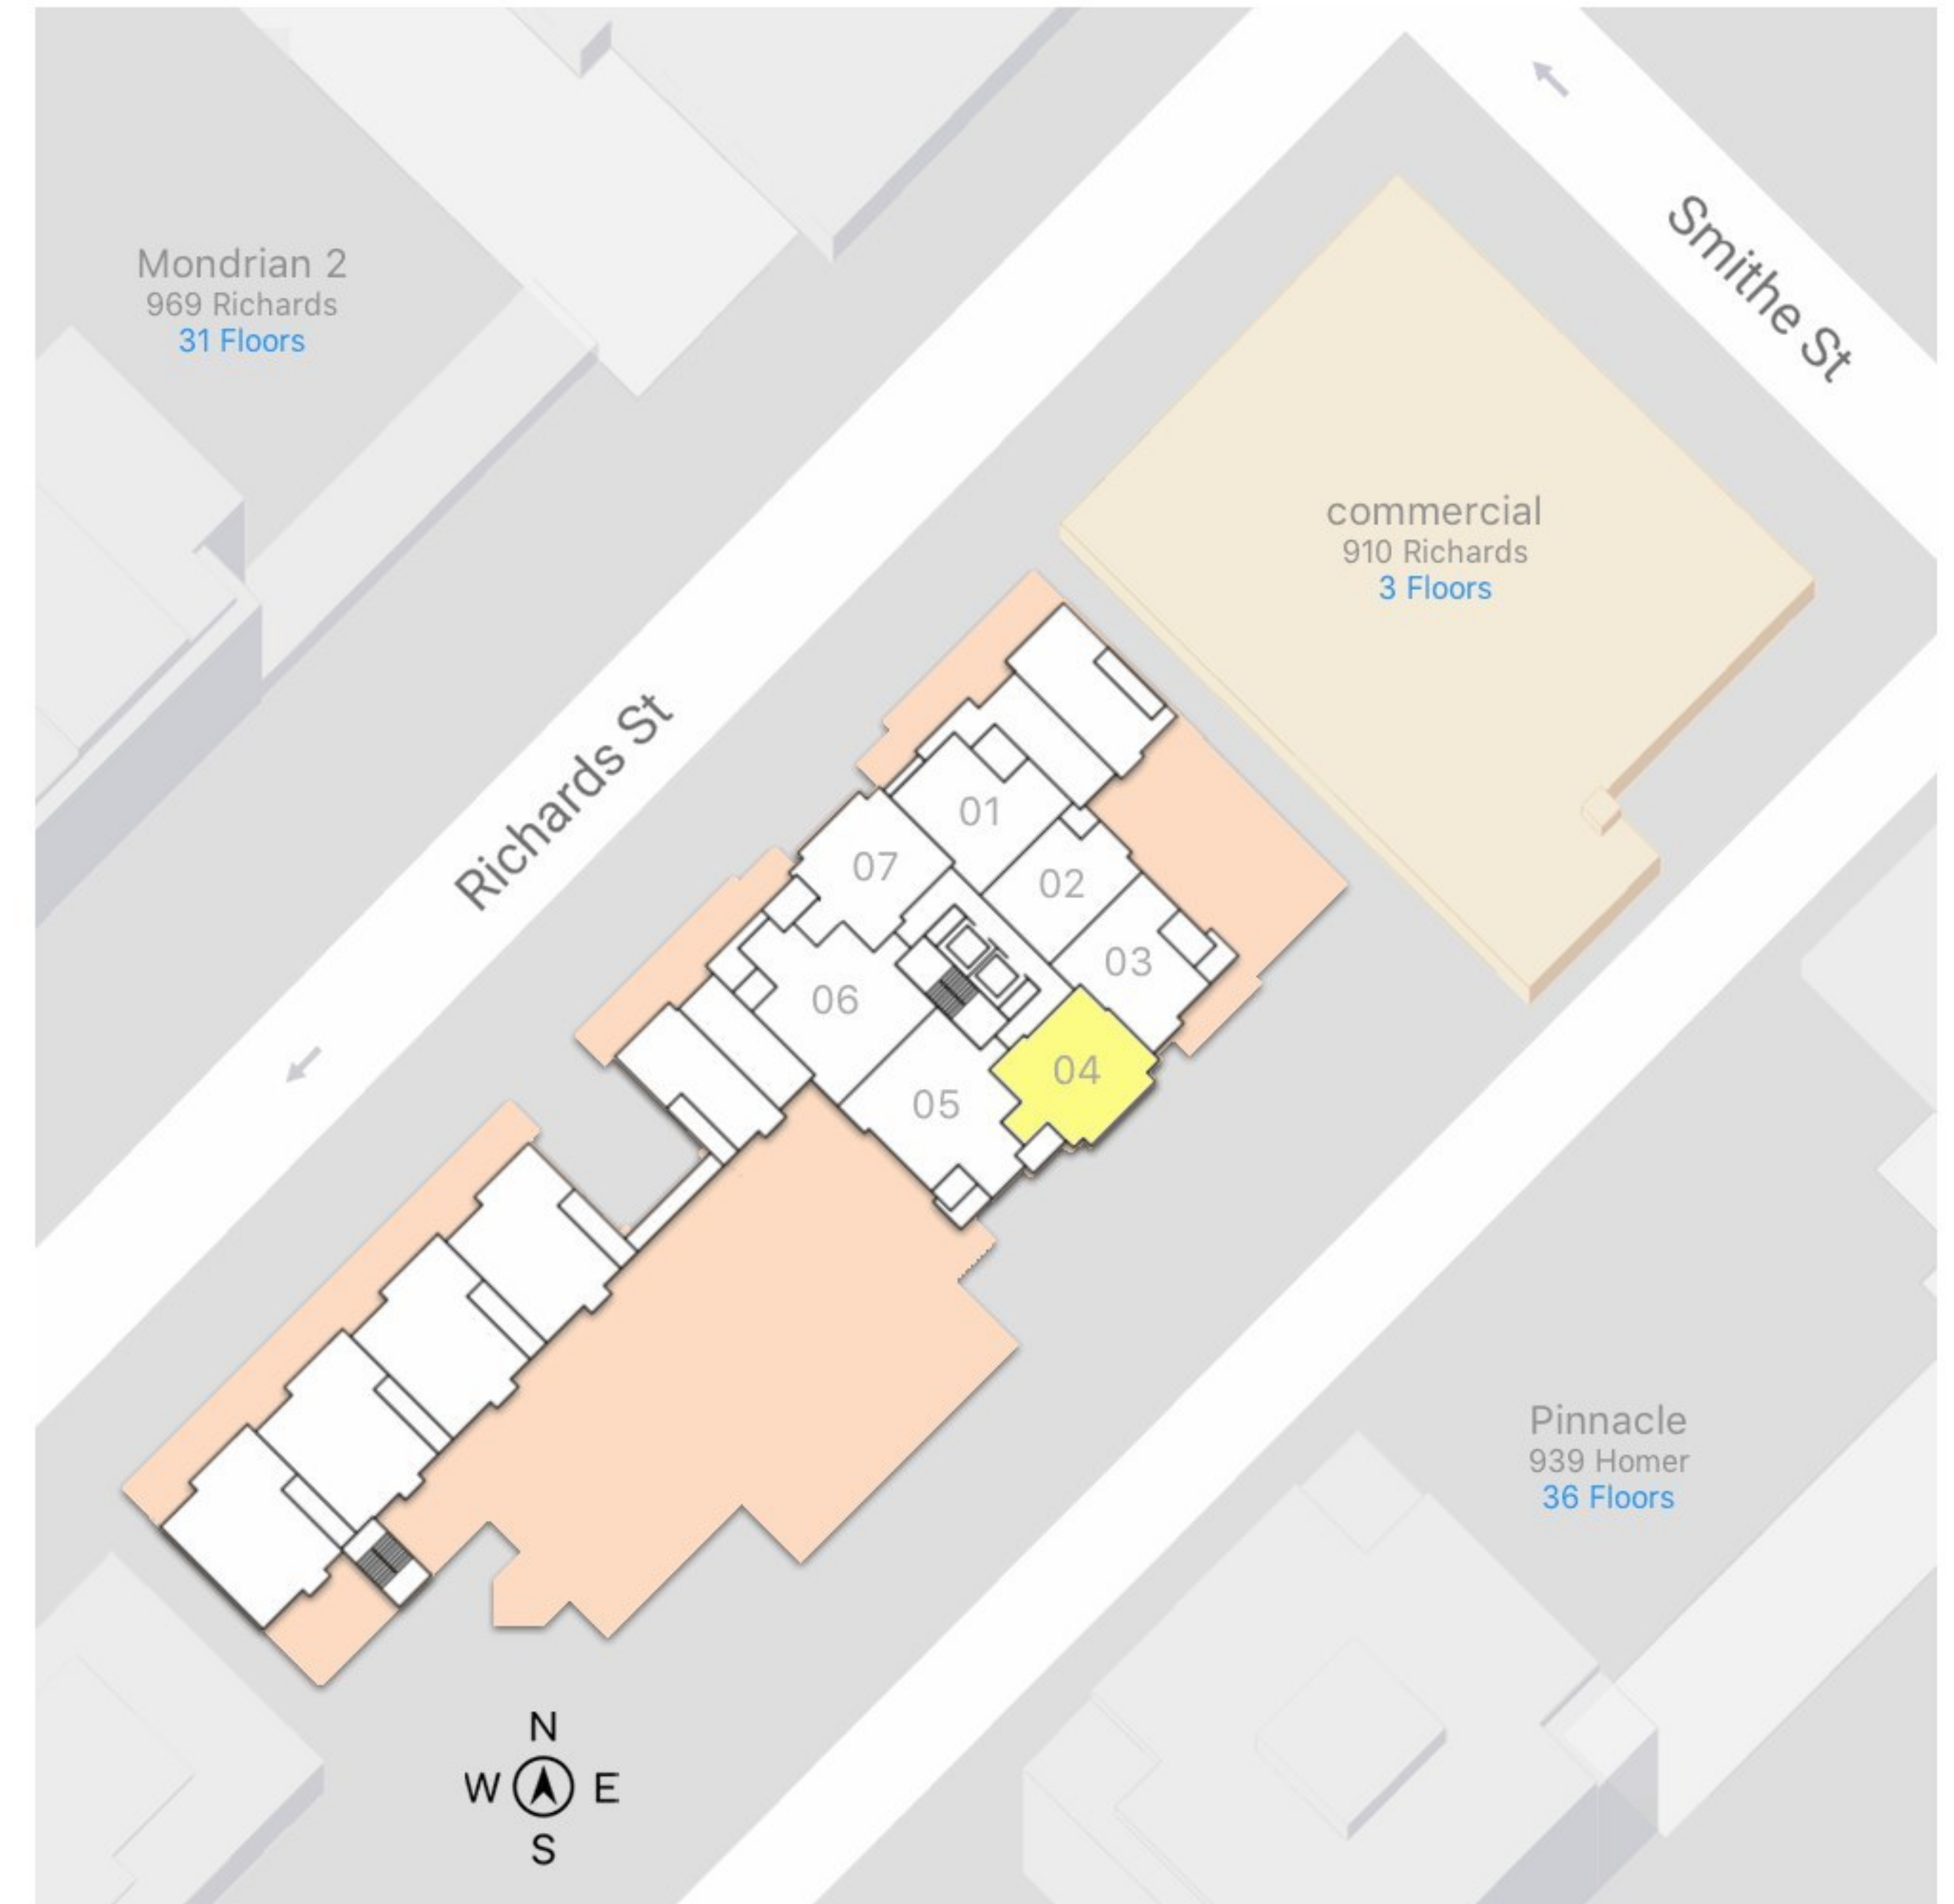 Smithe St
Mondrian 2
969 Richards
31 Floors
commercial
910 Richards
3 Floors
Richards St
01
07
02
03
06
04
05
Pinnacle
939 Homer
36 Floors
N
W E
S